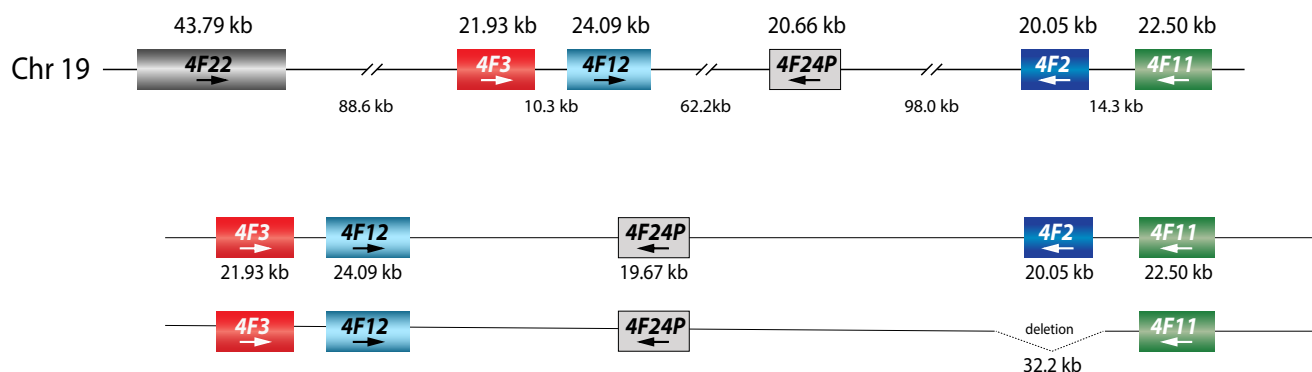 43.79 kb 21.93 kb 24.09 kb 20.66 kb 20.05 kb 22.50 kb
Chr 19 4F22 4F3 4F12 4F24P 4F2 4F11
88.6 kb 10.3 kb 62.2kb 98.0 kb 14.3 kb
4F3 4F12 4F24P 4F2 4F11
21.93 kb 24.09 kb 19.67 kb 20.05 kb 22.50 kb
4F3 4F12 4F24P deletion 4F11
32.2 kb